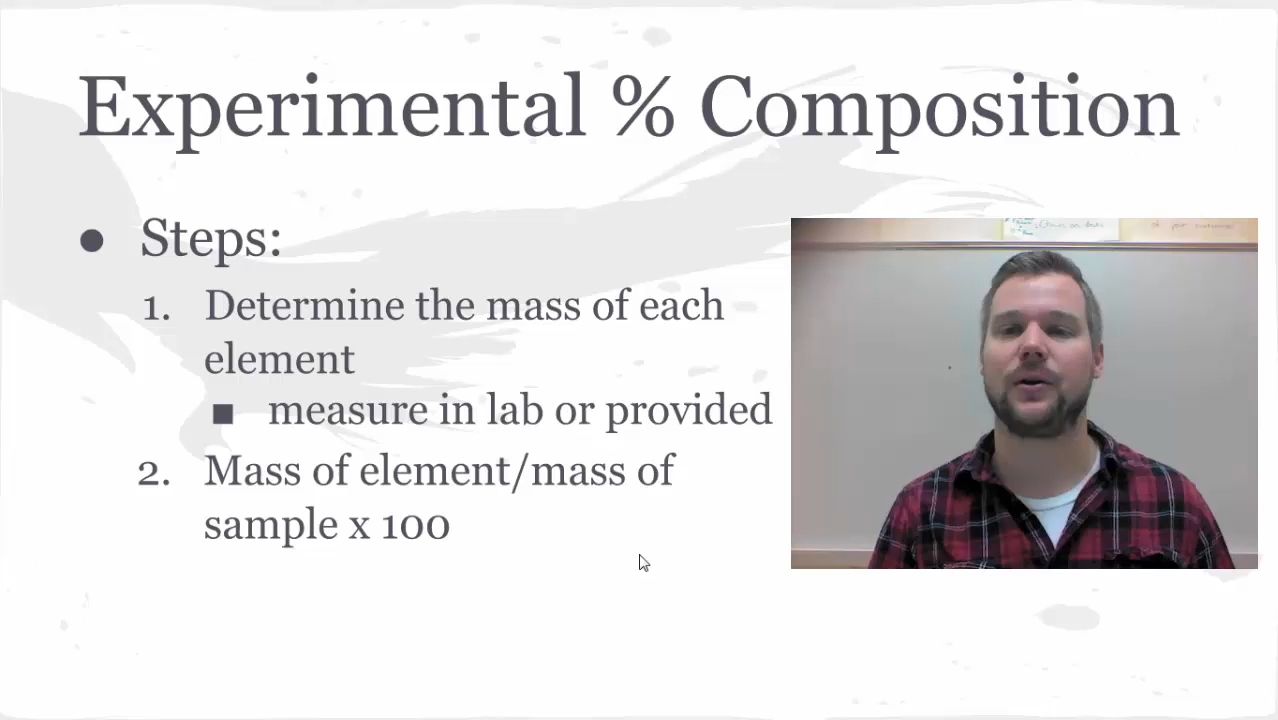 Experimental % Composition
● Steps:
1. Determine the mass of each
element
■ measure in lab or provided
2. Mass of element/mass of
sample x 100